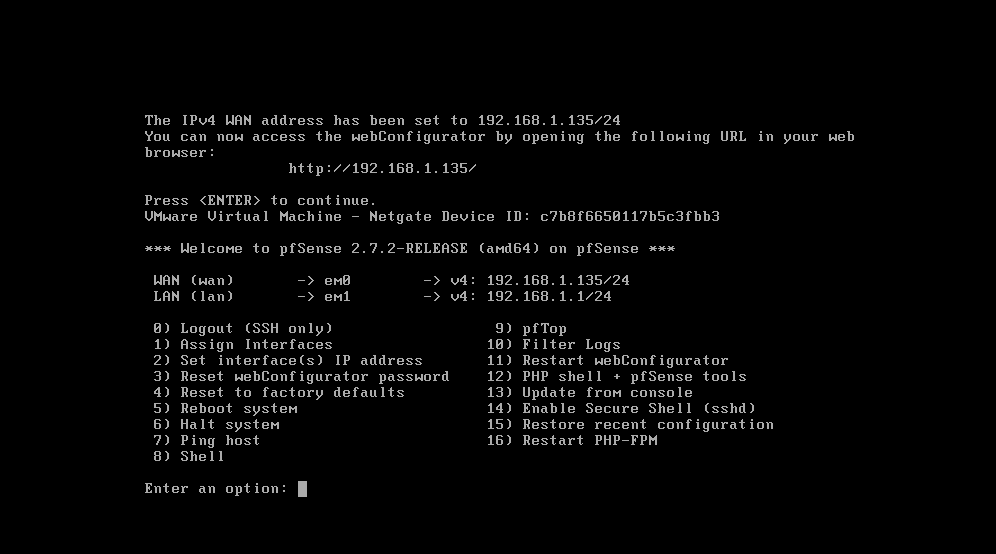 The IPv4 WAN address has been set to 192.168.1.135/24
You can now access the webConfigurator by opening the following URL in your web
browser:
http://192.168.1.135/
Press <ENTER> to continue.
VMware Virtual Machine - Netgate Device ID: c7b8f6650117b5c3fbb3
*** Welcome to pfSense 2.7.2-RELEASE (amd64) on pfSense ***
WAN (wan) -> em0 -> v4: 192.168.1.135/24
LAN (lan) -> em1 -> v4: 192.168.1.1/24
0) Logout (SSH only) 9) pfTop
1) Assign Interfaces 10) Filter Logs
2) Set interface(s) IP address 11) Restart webConfigurator
3) Reset webConfigurator password 12) PHP shell + pfSense tools
4) Reset to factory defaults 13) Update from console
5) Reboot system 14) Enable Secure Shell (sshd)
6) Halt system 15) Restore recent configuration
7) Ping host 16) Restart PHP-FPM
8) Shell
Enter an option: